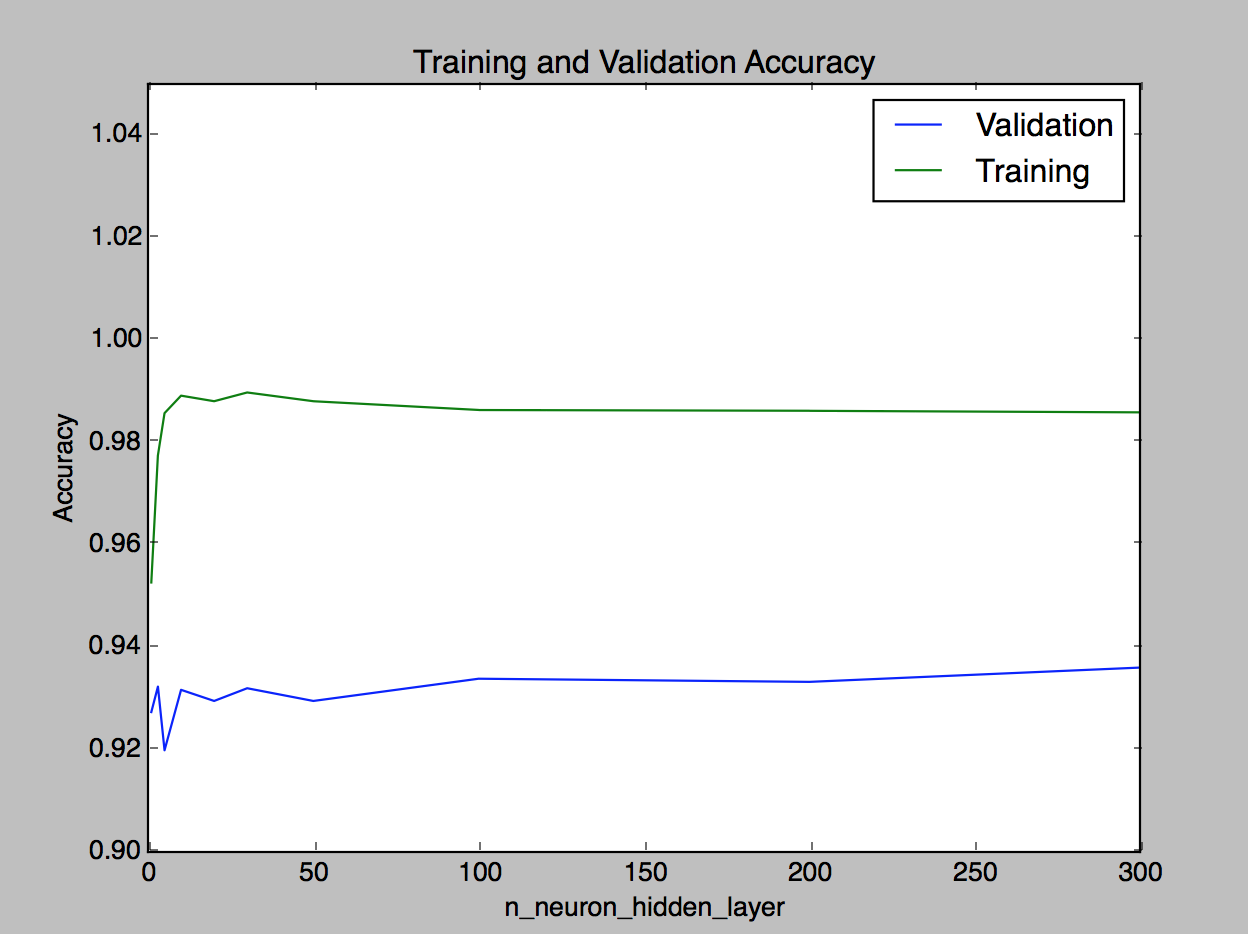 Training and Validation Accuracy
Validation
Training
1.04
1.02
1.00
0.98
0.96
0.94
0.92
0.90
Accuracy
0 50 100 150 200 250 300
n_neuron_hidden_layer